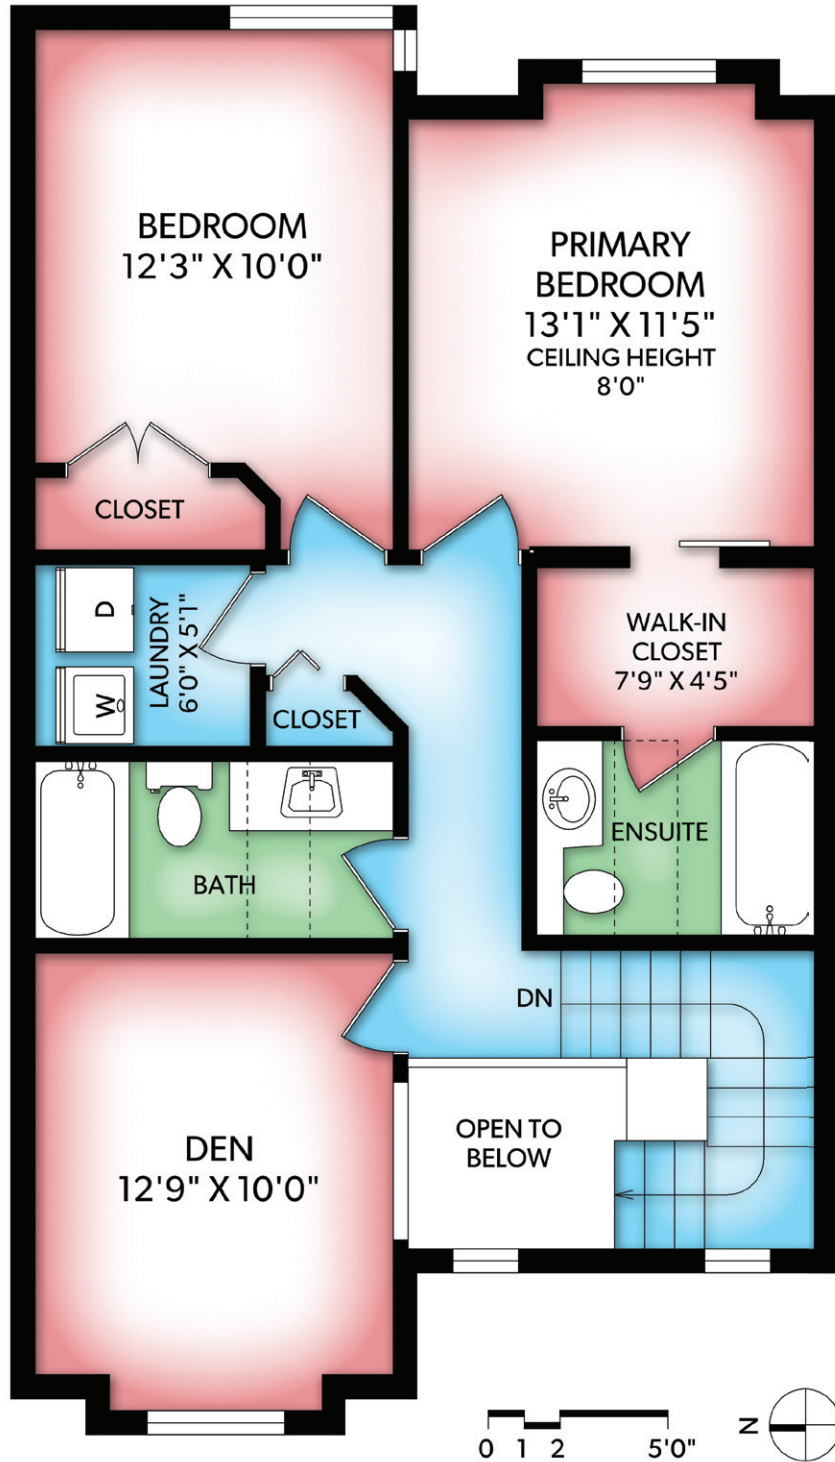 BEDROOM
12'3" X 10'0"
PRIMARY
BEDROOM
13'1" X 11'5"
CEILING HEIGHT
8'0"
CLOSET
D
W
LAUNDRY
6'0" X 5'1"
CLOSET
WALK-IN
CLOSET
7'9" X 4'5"
BATH
ENSUITE
DN
DEN
12'9" X 10'0"
OPEN TO
BELOW
0 1 2 5'0"
N